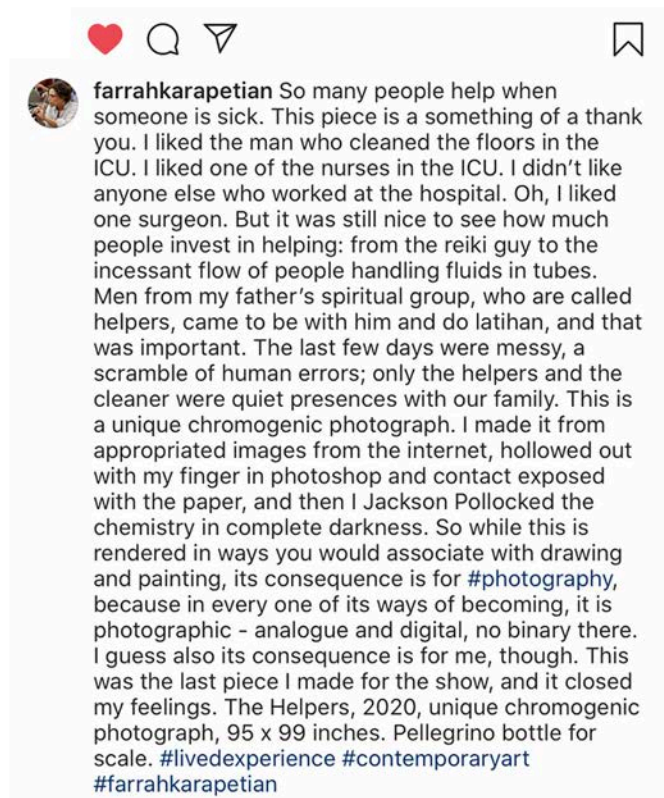 farrahkarapetian So many people help when
someone is sick. This piece is a something of a thank
you. I liked the man who cleaned the floors in the
ICU. I liked one of the nurses in the ICU. I didn’t like
anyone else who worked at the hospital. Oh, I liked
one surgeon. But it was still nice to see how much
people invest in helping: from the reiki guy to the
incessant flow of people handling fluids in tubes.
Men from my father’s spiritual group, who are called
helpers, came to be with him and do latihan, and that
was important. The last few days were messy, a
scramble of human errors; only the helpers and the
cleaner were quiet presences with our family. This is
a unique chromogenic photograph. I made it from
appropriated images from the internet, hollowed out
with my finger in photoshop and contact exposed
with the paper, and then I Jackson Pollocked the
chemistry in complete darkness. So while this is
rendered in ways you would associate with drawing
and painting, its consequence is for #photography,
because in every one of its ways of becoming, it is
photographic - analogue and digital, no binary there.
I guess also its consequence is for me, though. This
was the last piece I made for the show, and it closed
my feelings. The Helpers, 2020, unique chromogenic
photograph, 95 x 99 inches. Pellegrino bottle for
scale. #livedexperience #contemporaryart
#farrahkarapetian